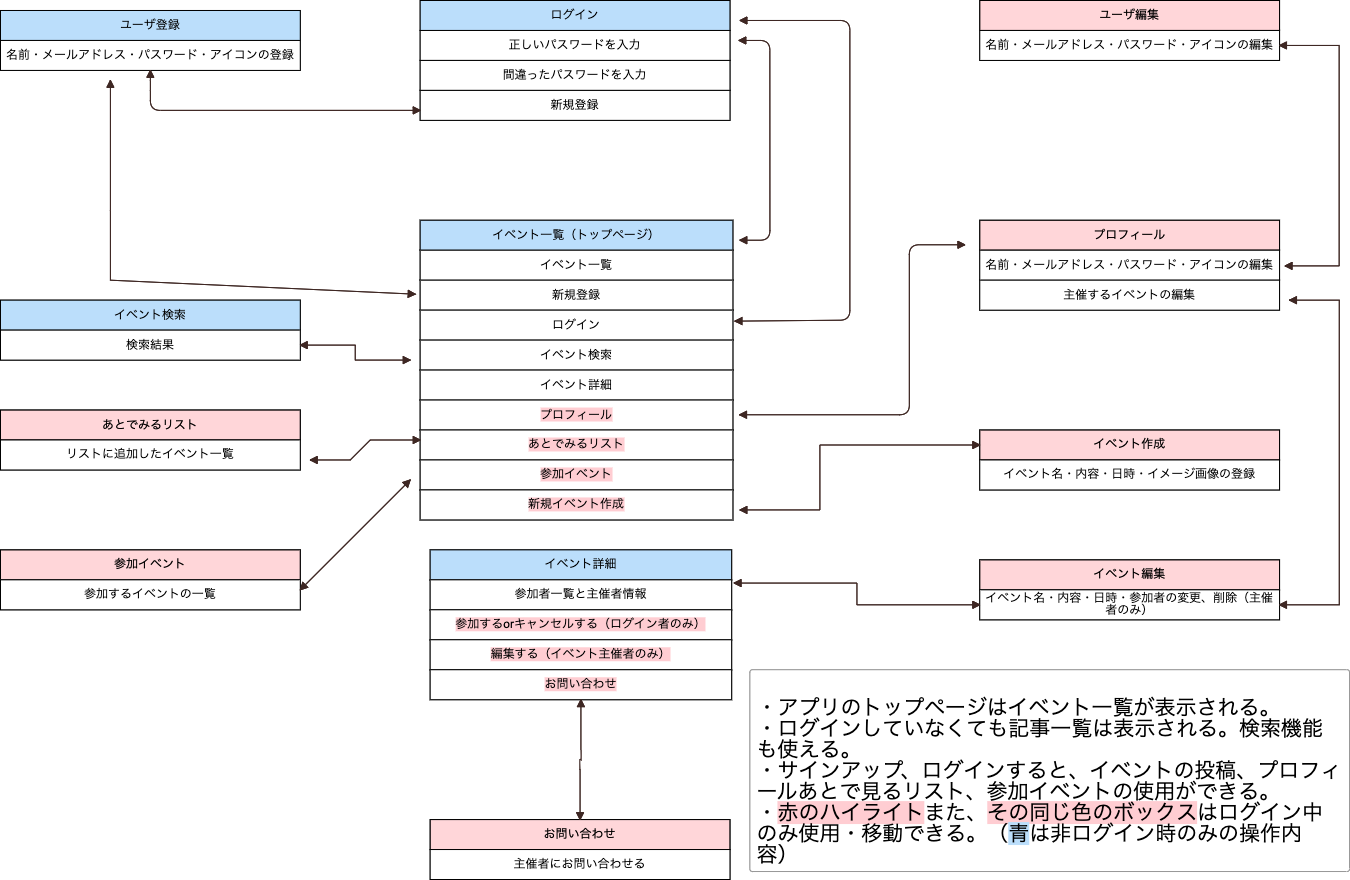 ユーザ登録
名前・メールアドレス・パスワード・アイコンの登録
ログイン
正しいパスワードを入力
間違ったパスワードを入力
新規登録
ユーザ編集
名前・メールアドレス・パスワード・アイコンの編集
イベント一覧（トップページ）
イベント一覧
新規登録
ログイン
イベント検索
イベント詳細
プロフィール
あとでみるリスト
参加イベント
新規イベント作成
プロフィール
名前・メールアドレス・パスワード・アイコンの編集
主催するイベントの編集
イベント検索
検索結果
あとでみるリスト
リストに追加したイベント一覧
イベント作成
イベント名・内容・日時・イメージ画像の登録
参加イベント
参加するイベントの一覧
イベント詳細
参加者一覧と主催者情報
参加するorキャンセルする（ログイン者のみ）
編集する（イベント主催者のみ）
お問い合わせ
イベント編集
イベント名・内容・日時・参加者の変更、削除（主催
者のみ）
お問い合わせ
主催者にお問い合わせる
・アプリのトップページはイベント一覧が表示される。
・ログインしていなくても記事一覧は表示される。検索機能
も使える。
・サインアップ、ログインすると、イベントの投稿、プロフィ
ールあとで見るリスト、参加イベントの使用ができる。
・赤のハイライトまた、その同じ色のボックスはログイン中
のみ使用・移動できる。（青は非ログイン時のみの操作内
容）